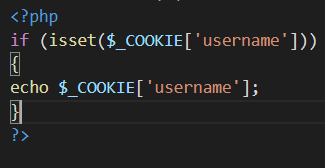 <?php
if (isset($_COOKIE['username']))
{
echo $_COOKIE['username'];
}
?>